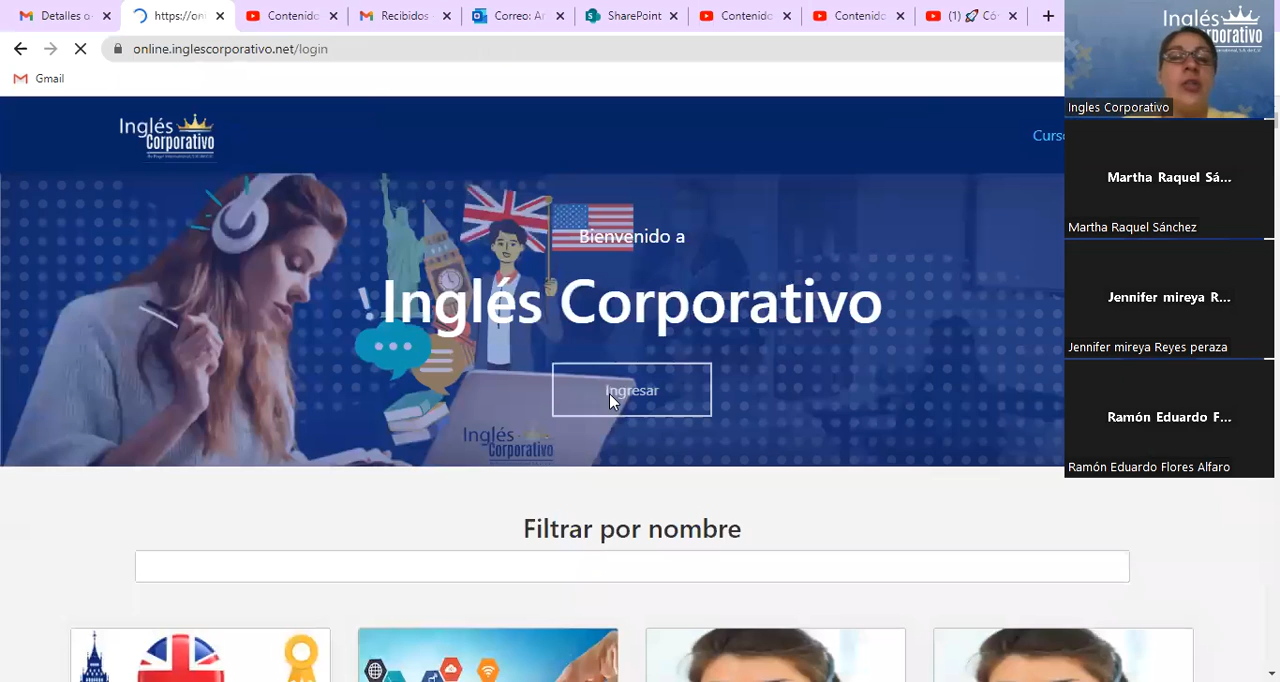 Detalles o
https://onl
Contenido
Recibidos
Correo: Ar
SharePoint
Contenido
Contenido
(1) 🚀 Có
online.inglescorporativo.net/login
Gmail
Inglés
Corporativo
Curso
Bienvenido a
Inglés Corporativo
Ingresar
Inglés
Corporativo
Filtrar por nombre
Inglés
Ingles Corporativo
Martha Raquel Sá...
Martha Raquel Sánchez
Jennifer mireya R...
Jennifer mireya Reyes peraza
Ramón Eduardo F...
Ramón Eduardo Flores Alfaro